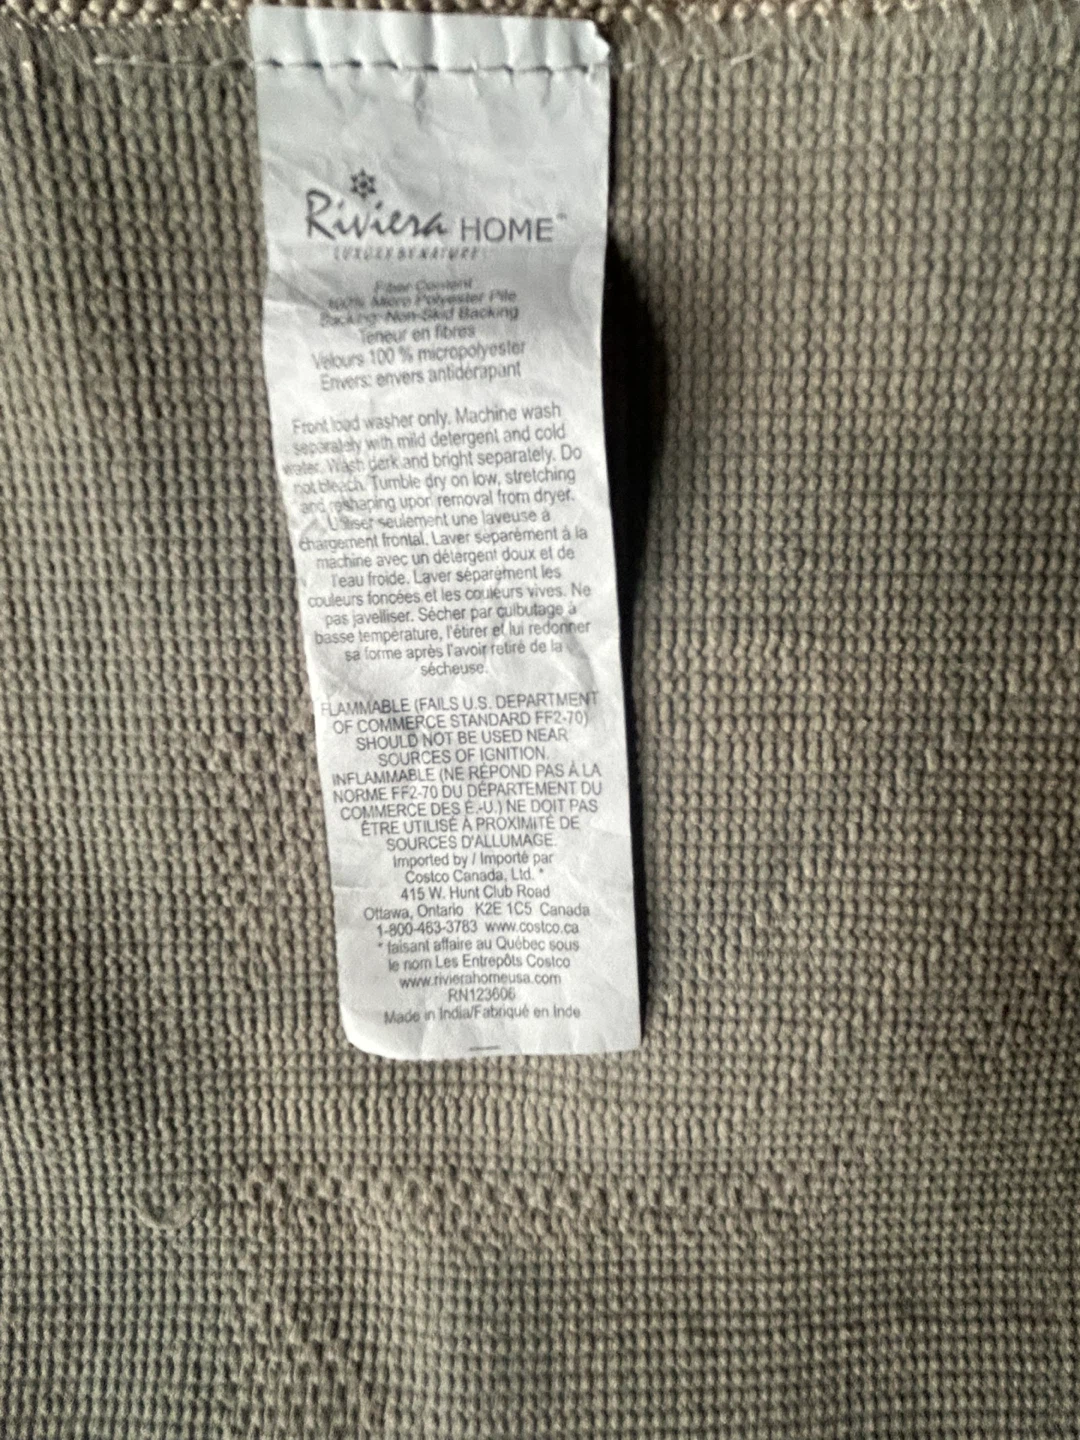 Riviera HOME™
LUXURY BY NATURE
Fiber Content
100% Micro Polyester Pile
Backing: Non-Skid Backing
Teneur en fibres
Velours 100 % micropolyester
Envers: envers antidérapant
Front load washer only. Machine wash
separately with mild detergent and cold
water. Wash dark and bright separately. Do
not bleach. Tumble dry on low, stretching
and reshaping upon removal from dryer.
Utiliser seulement une laveuse à
chargement frontal. Laver séparément à la
machine avec un détergent doux et de
l'eau froide. Laver séparément les
couleurs foncées et les couleurs vives. Ne
pas javelliser. Sécher par culbutage à
basse température, l'étirer et lui redonner
sa forme après l'avoir retiré de la
sécheuse.
FLAMMABLE (FAILS U.S. DEPARTMENT
OF COMMERCE STANDARD FF2-70)
SHOULD NOT BE USED NEAR
SOURCES OF IGNITION.
INFLAMMABLE (NE RÉPOND PAS À LA
NORME FF2-70 DU DÉPARTEMENT DU
COMMERCE DES É.-U.) NE DOIT PAS
ÊTRE UTILISÉ À PROXIMITÉ DE
SOURCES D'ALLUMAGE.
Imported by / Importé par
Costco Canada, Ltd. *
415 W. Hunt Club Road
Ottawa, Ontario K2E 1C5 Canada
1-800-463-3783 www.costco.ca
* faisant affaire au Québec sous
le nom Les Entrepôts Costco
www.rivierahomeusa.com
RN123606
Made in India/Fabriqué en Inde